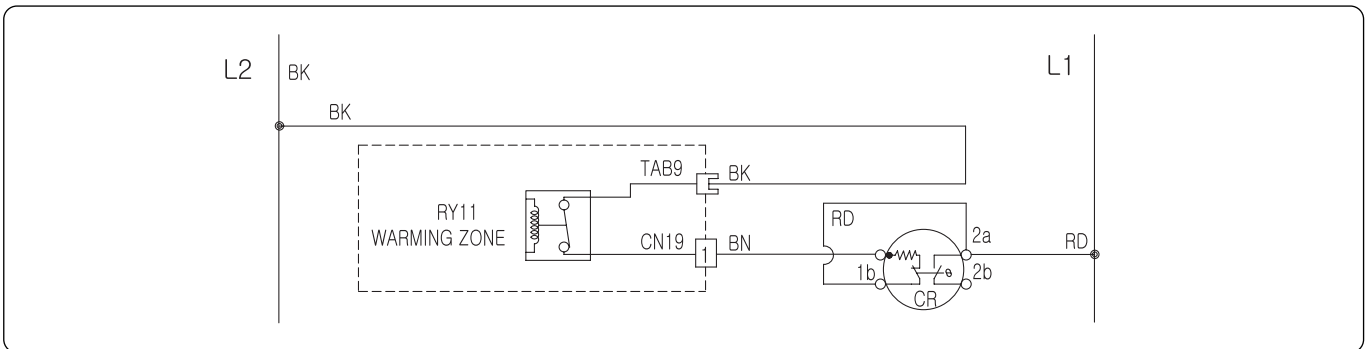 L2
BK
L1
BK
TAB9
BK
RY11
WARMING ZONE
RD
CN19
1
BN
2a
RD
1b
2b
θ
CR